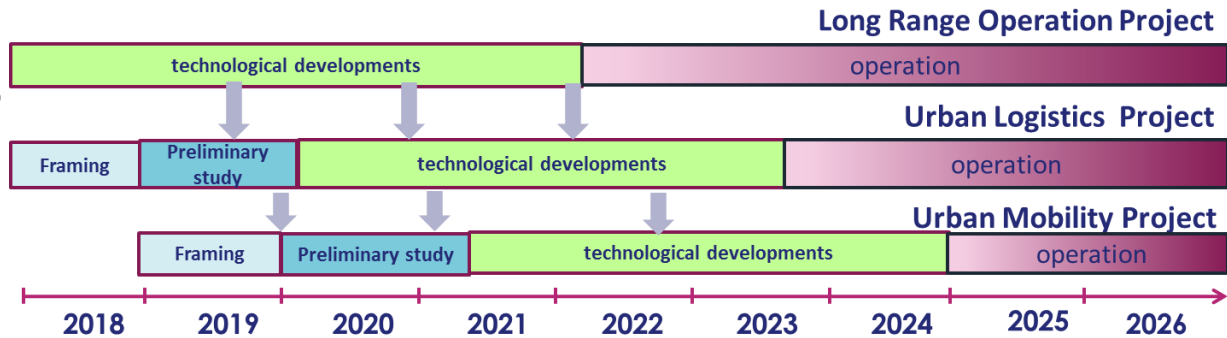 Long Range Operation Project
technological developments
operation
Urban Logistics Project
Framing
Preliminary
study
technological developments
operation
Urban Mobility Project
Framing
Preliminary study
technological developments
operation
2018
2019
2020
2021
2022
2023
2024
2025
2026